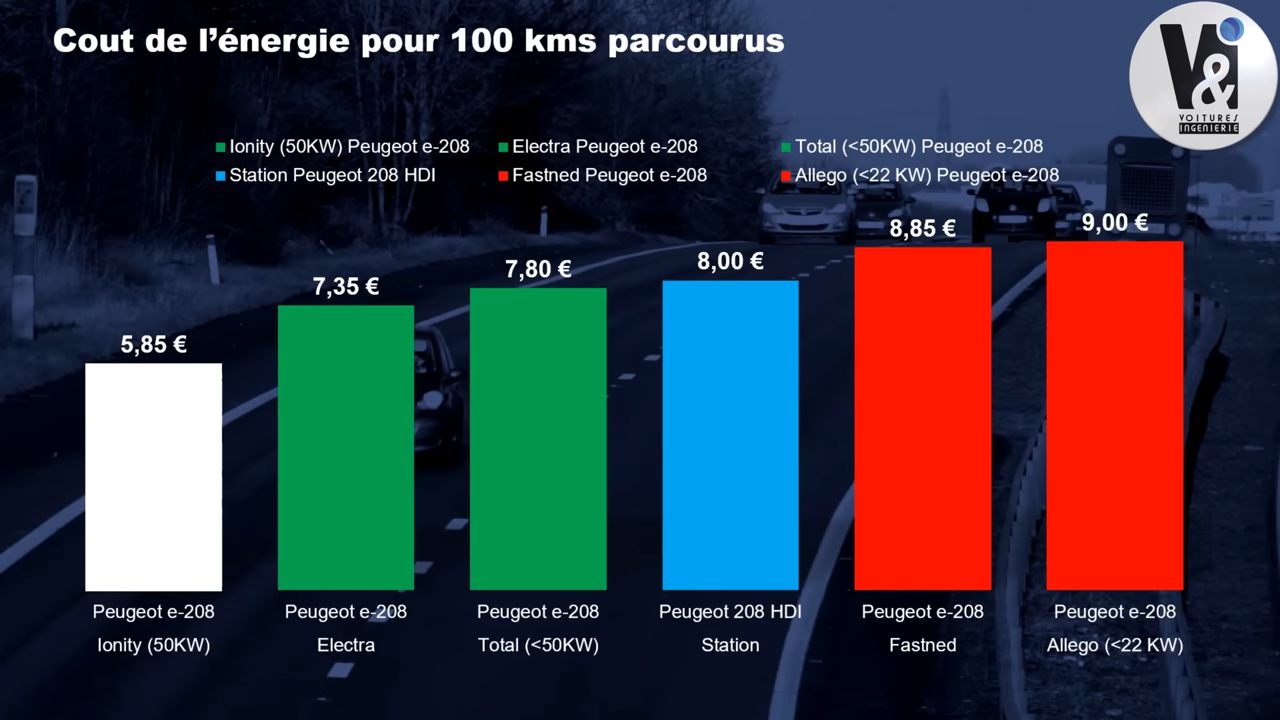 Cout de l’énergie pour 100 kms parcourus
V&i
VOITURES
INGENIERIE
Ionity (50KW) Peugeot e-208
Electra Peugeot e-208
Total (<50KW) Peugeot e-208
Station Peugeot 208 HDI
Fastned Peugeot e-208
Allego (<22 KW) Peugeot e-208
5,85 €
7,35 €
7,80 €
8,00 €
8,85 €
9,00 €
Peugeot e-208
Ionity (50KW)
Peugeot e-208
Electra
Peugeot e-208
Total (<50KW)
Peugeot 208 HDI
Station
Peugeot e-208
Fastned
Peugeot e-208
Allego (<22 KW)